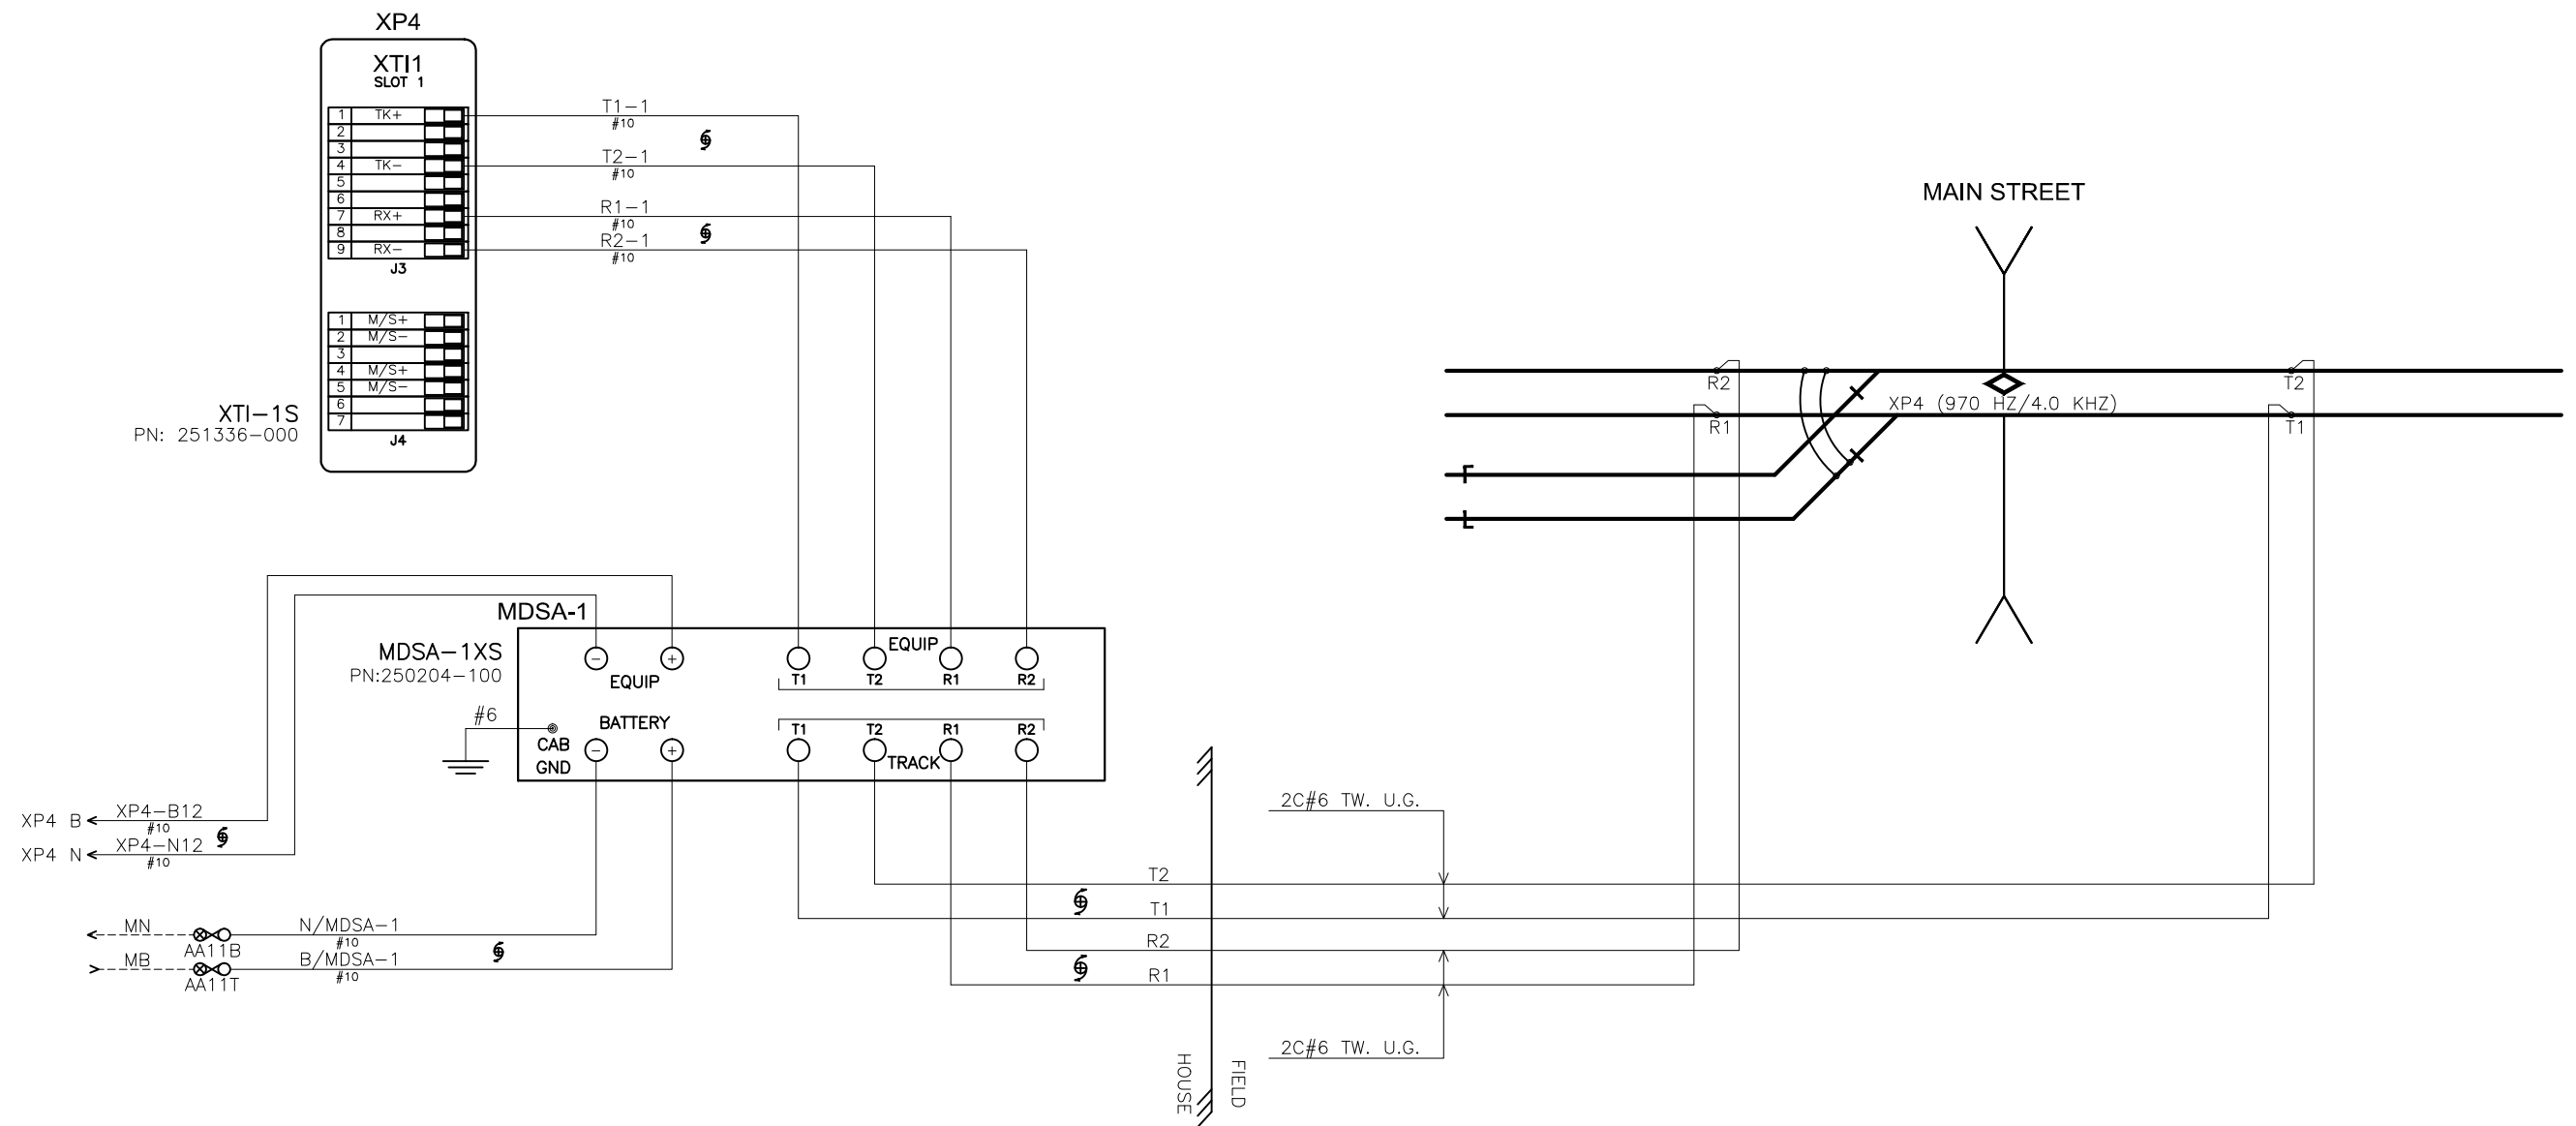 XP4
XTI1
SLOT 1
1 TK+
2
3
4 TK-
5
6
7 RX+
8
9 RX-
J3
1 M/S+
2 M/S-
3
4 M/S+
5 M/S-
6
7
J4
XTI-1S
PN: 251336-000
T1-1
#10
T2-1
#10
R1-1
#10
R2-1
#10
MAIN STREET
R2
T2
XP4 (970 HZ/4.0 KHZ)
R1
T1
MDSA-1
MDSA-1XS
PN:250204-100
- +
EQUIP
EQUIP
T1 T2 R1 R2
#6
BATTERY
CAB
GND
- +
T1 T2 R1 R2
TRACK
XP4 B
XP4-B12
#10
XP4 N
XP4-N12
#10
MN
AA11B
N/MDSA-1
#10
MB
AA11T
B/MDSA-1
#10
2C#6 TW. U.G.
T2
T1
R2
R1
2C#6 TW. U.G.
HOUSE
FIELD